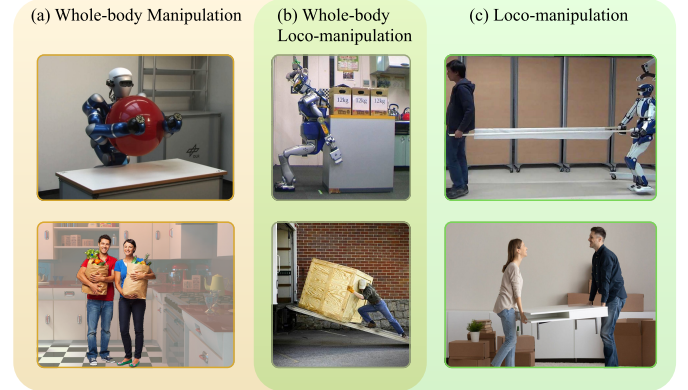 (a) Whole-body Manipulation
(b) Whole-body
Loco-manipulation
(c) Loco-manipulation
12kg 12kg 12kg